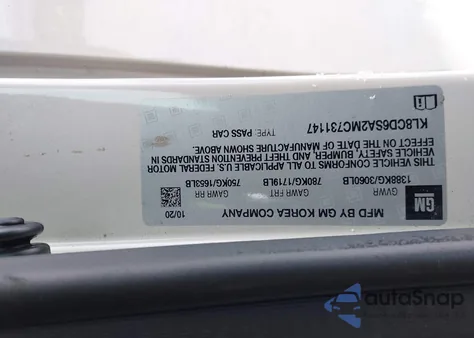 GM
MFD BY GM KOREA COMPANY
10/20
GVWR
GAWR FRT
GAWR RR
1388KG/3060LB
780KG/1719LB
750KG/1653LB
THIS VEHICLE CONFORMS TO ALL APPLICABLE U.S. FEDERAL MOTOR
VEHICLE SAFETY, BUMPER, AND THEFT PREVENTION STANDARDS IN
EFFECT ON THE DATE OF MANUFACTURE SHOWN ABOVE.
TYPE: PASS CAR
KL8CD6SA2MC731147
autoSnap